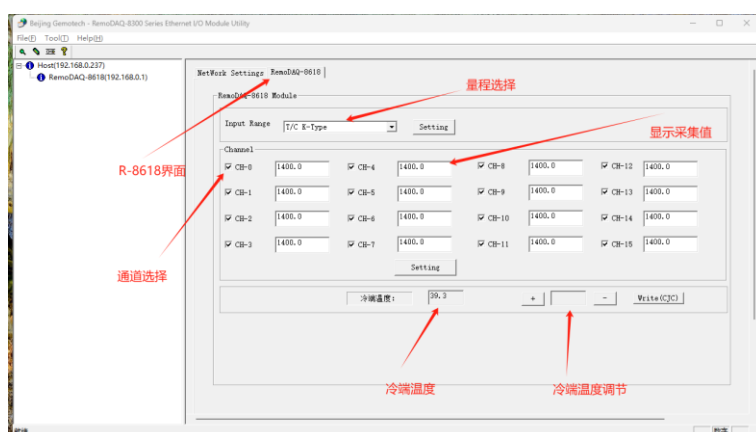 Beijing Gemotech - RemoDAQ-8300 Series Ethernet I/O Module Utility
File(F) Tool(T) Help(H)
Host(192.168.0.237)
RemoDAQ-8618(192.168.0.1)
NetWork Settings RemoDAQ-8618
量程选择
RemoDAQ-8618 Module
Input Range T/C K-Type Setting
显示采集值
Channel
R-8618界面
CH-0 1400.0 CH-4 1400.0 CH-8 1400.0 CH-12 1400.0
CH-1 1400.0 CH-5 1400.0 CH-9 1400.0 CH-13 1400.0
CH-2 1400.0 CH-6 1400.0 CH-10 1400.0 CH-14 1400.0
CH-3 1400.0 CH-7 1400.0 CH-11 1400.0 CH-15 1400.0
Setting
通道选择
冷端温度: 39.3 + - Write(CJC)
冷端温度 冷端温度调节
数字